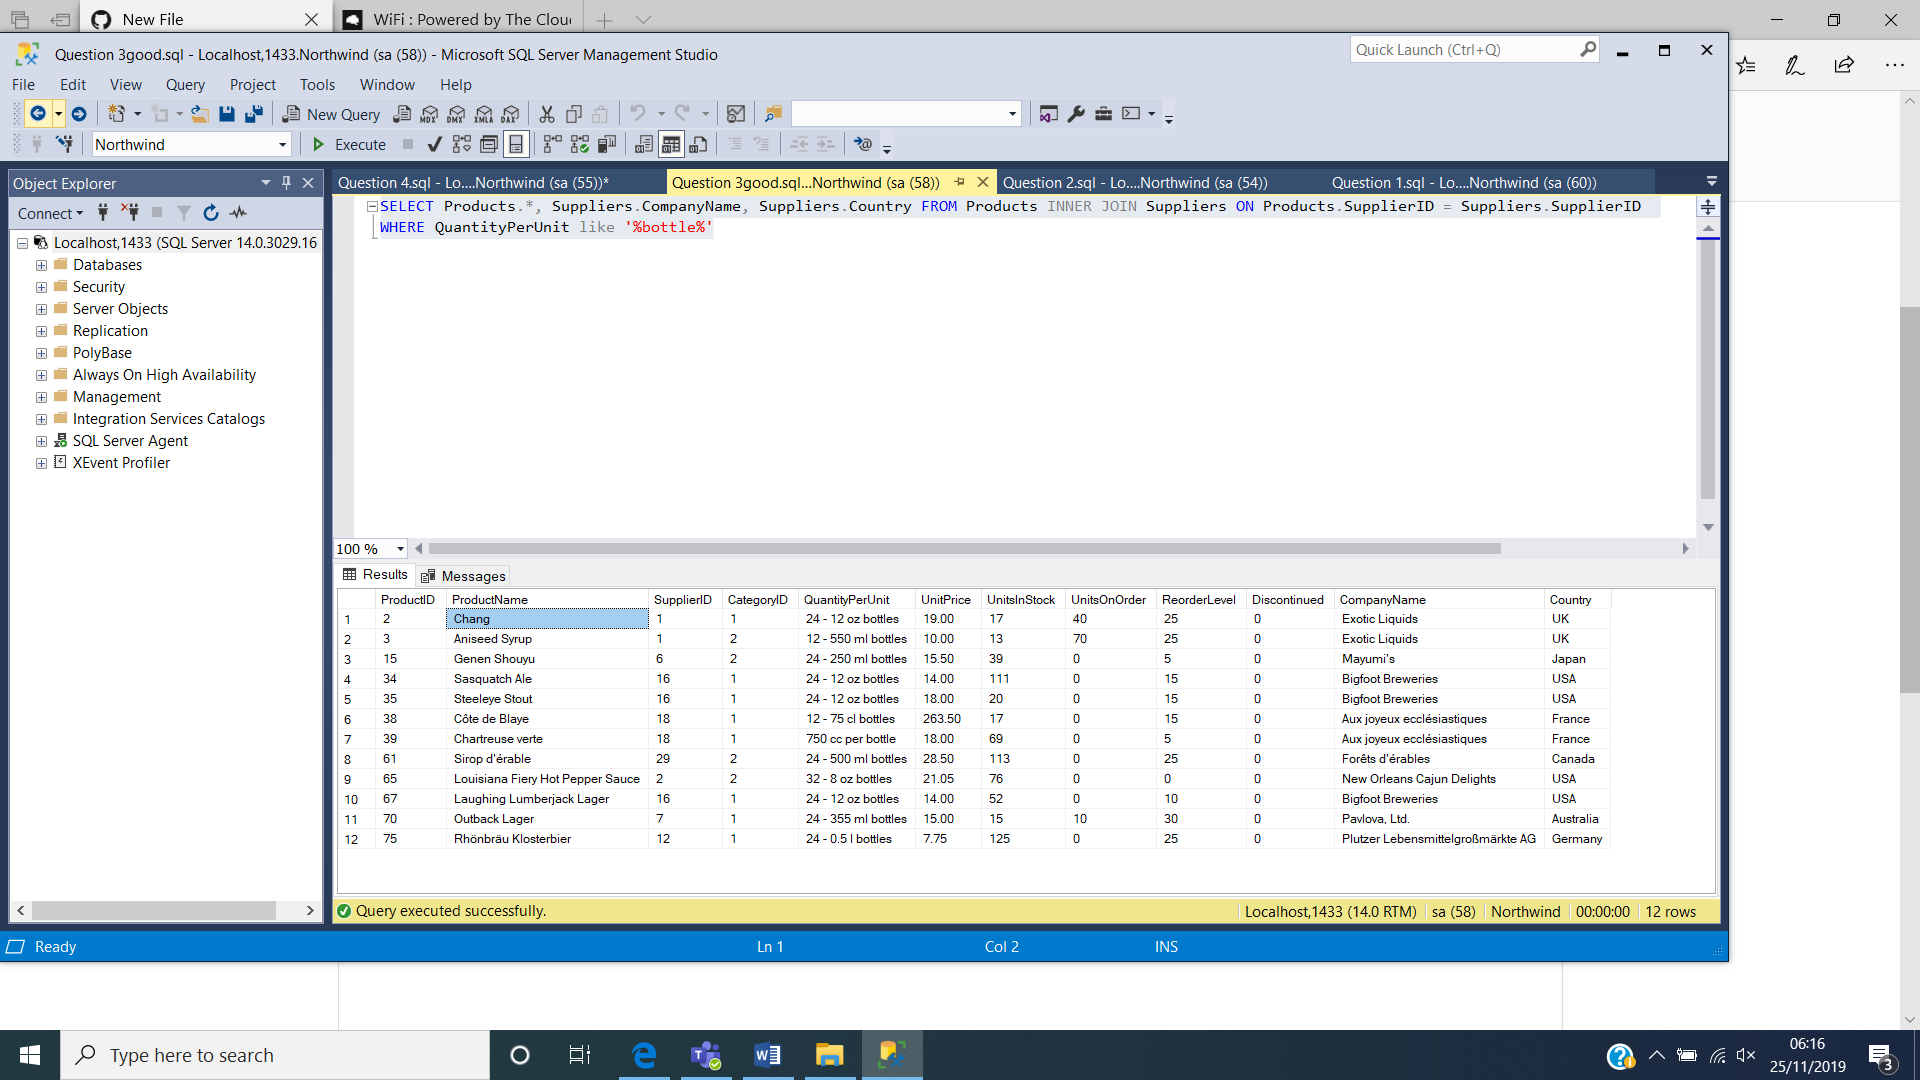 New File
WiFi : Powered by The Clou
Question 3good.sql - Localhost,1433.Northwind (sa (58)) - Microsoft SQL Server Management Studio
Quick Launch (Ctrl+Q)
File Edit View Query Project Tools Window Help
New Query MDX DMX XMLA DAX
Northwind Execute
Object Explorer
Question 4.sql - Lo....Northwind (sa (55))* Question 3good.sql...Northwind (sa (58)) Question 2.sql - Lo....Northwind (sa (54)) Question 1.sql - Lo....Northwind (sa (60))
Connect
Localhost,1433 (SQL Server 14.0.3029.16
Databases
Security
Server Objects
Replication
PolyBase
Always On High Availability
Management
Integration Services Catalogs
SQL Server Agent
XEvent Profiler
SELECT Products.*, Suppliers.CompanyName, Suppliers.Country FROM Products INNER JOIN Suppliers ON Products.SupplierID = Suppliers.SupplierID
WHERE QuantityPerUnit like '%bottle%'
100 %
Results Messages
ProductID ProductName SupplierID CategoryID QuantityPerUnit UnitPrice UnitsInStock UnitsOnOrder ReorderLevel Discontinued CompanyName Country
1 2 Chang 1 1 24 - 12 oz bottles 19.00 17 40 25 0 Exotic Liquids UK
2 3 Aniseed Syrup 1 2 12 - 550 ml bottles 10.00 13 70 25 0 Exotic Liquids UK
3 15 Genen Shouyu 6 2 24 - 250 ml bottles 15.50 39 0 5 0 Mayumi's Japan
4 34 Sasquatch Ale 16 1 24 - 12 oz bottles 14.00 111 0 15 0 Bigfoot Breweries USA
5 35 Steeleye Stout 16 1 24 - 12 oz bottles 18.00 20 0 15 0 Bigfoot Breweries USA
6 38 Côte de Blaye 18 1 12 - 75 cl bottles 263.50 17 0 15 0 Aux joyeux ecclésiastiques France
7 39 Chartreuse verte 18 1 750 cc per bottle 18.00 69 0 5 0 Aux joyeux ecclésiastiques France
8 61 Sirop d'érable 29 2 24 - 500 ml bottles 28.50 113 0 25 0 Forêts d'érables Canada
9 65 Louisiana Fiery Hot Pepper Sauce 2 2 32 - 8 oz bottles 21.05 76 0 0 0 New Orleans Cajun Delights USA
10 67 Laughing Lumberjack Lager 16 1 24 - 12 oz bottles 14.00 52 0 10 0 Bigfoot Breweries USA
11 70 Outback Lager 7 1 24 - 355 ml bottles 15.00 15 10 30 0 Pavlova, Ltd. Australia
12 75 Rhönbräu Klosterbier 12 1 24 - 0.5 l bottles 7.75 125 0 25 0 Plutzer Lebensmittelgroßmärkte AG Germany
Query executed successfully. Localhost,1433 (14.0 RTM) sa (58) Northwind 00:00:00 12 rows
Ready Ln 1 Col 2 INS
Type here to search
06:16
25/11/2019
3